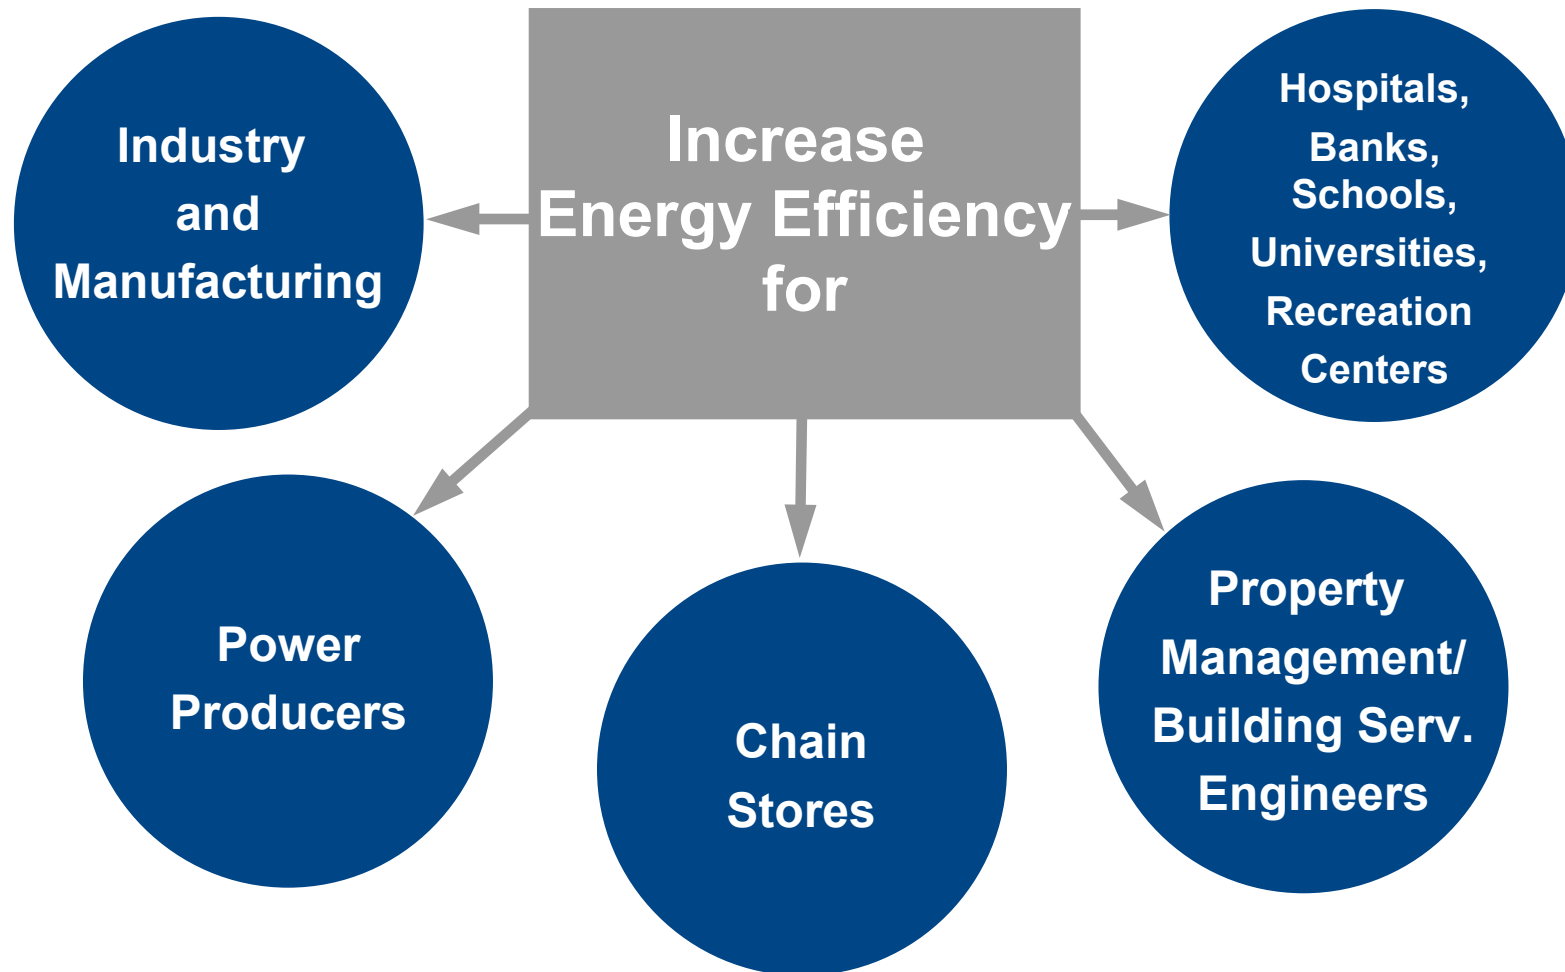 Increase
Energy Efficiency
for
Industry
and
Manufacturing
Hospitals,
Banks,
Schools,
Universities,
Recreation
Centers
Power
Producers
Chain
Stores
Property
Management/
Building Serv.
Engineers